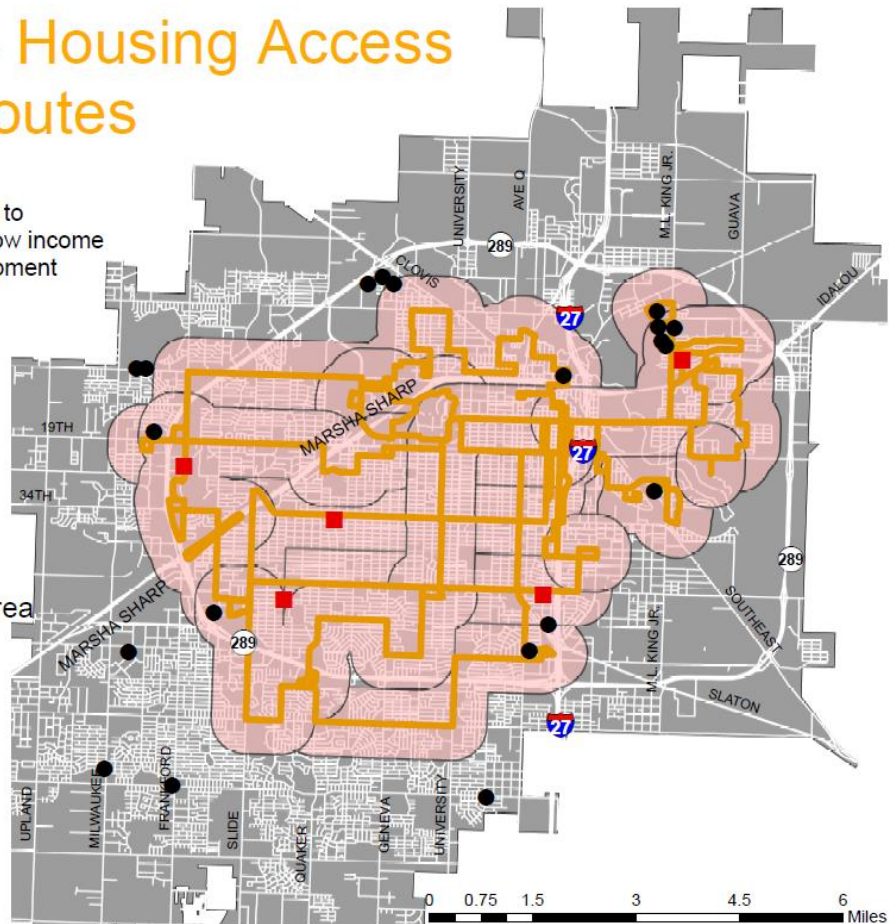 Housing Access
outes
to
ow income
pment
rea
UNIVERSITY
AVE Q
M.L. KING JR.
GUAVA
289
CLOVIS
IDALOU
27
MARSHA SHARP
19TH
27
34TH
289
MARSHA SHARP
289
SOUTHEAST
M.L. KING JR.
SLATON
27
UPLAND
MILWAUKEE
FRANKFORD
SLIDE
QUAKER
GENEVA
UNIVERSITY
0 0.75 1.5 3 4.5 6
Miles